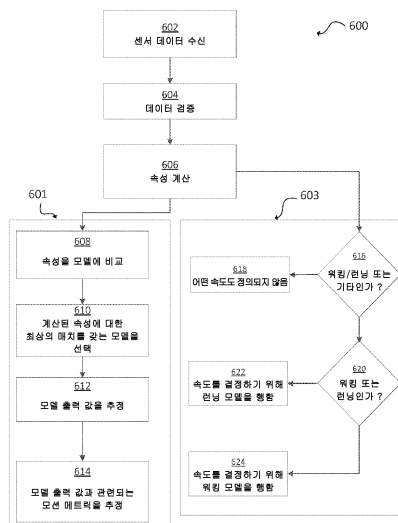 600
602
센서 데이터 수신
604
데이터 검증
606
속성 계산
601
603
608
속성을 모델에 비교
610
계산된 속성에 대한
최상의 매치를 갖는 모델을
선택
612
모델 출력 값을 추정
614
모델 출력 값과 관련되는
모션 메트릭을 추정
616
워킹/런닝 또는
기타인가 ?
618
어떤 속도도 정의되지 않음
620
워킹 또는
런닝인가 ?
622
속도를 결정하기 위해
런닝 모델을 행함
624
속도를 결정하기 위해
워킹 모델을 행함